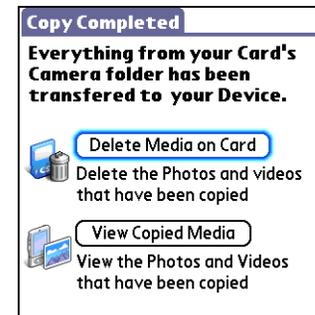 Copy Completed
Everything from your Card's
Camera folder has been
transfered to your Device.
Delete Media on Card
Delete the Photos and videos
that have been copied
View Copied Media
View the Photos and Videos
that have been copied